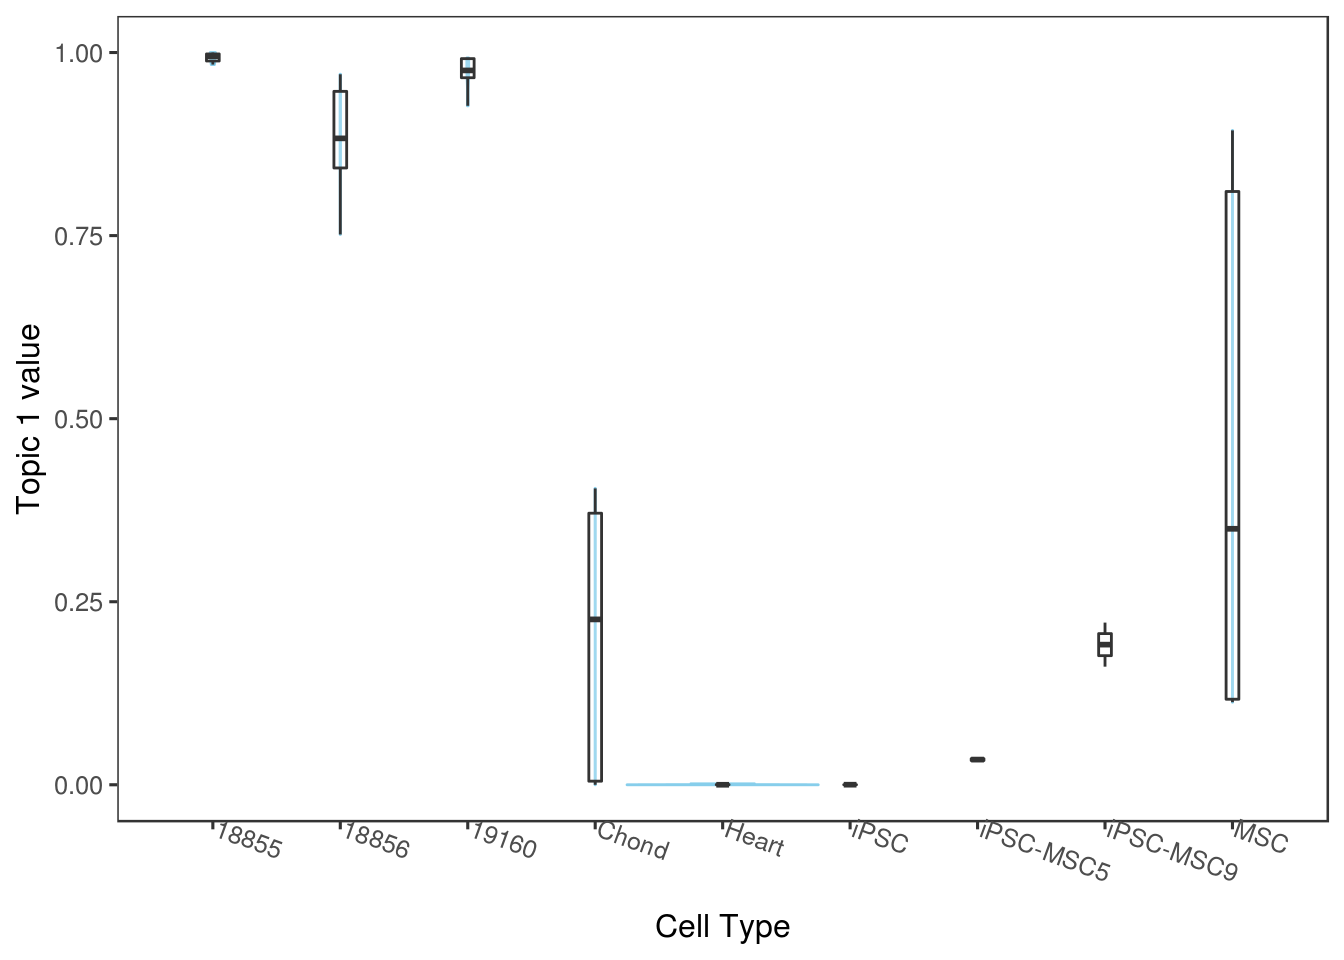 1.00
0.75
0.50
0.25
0.00
Topic 1 value
18855
18856
19160
Chond
Heart
iPSC
iPSC-MSC5
iPSC-MSC9
MSC
Cell Type